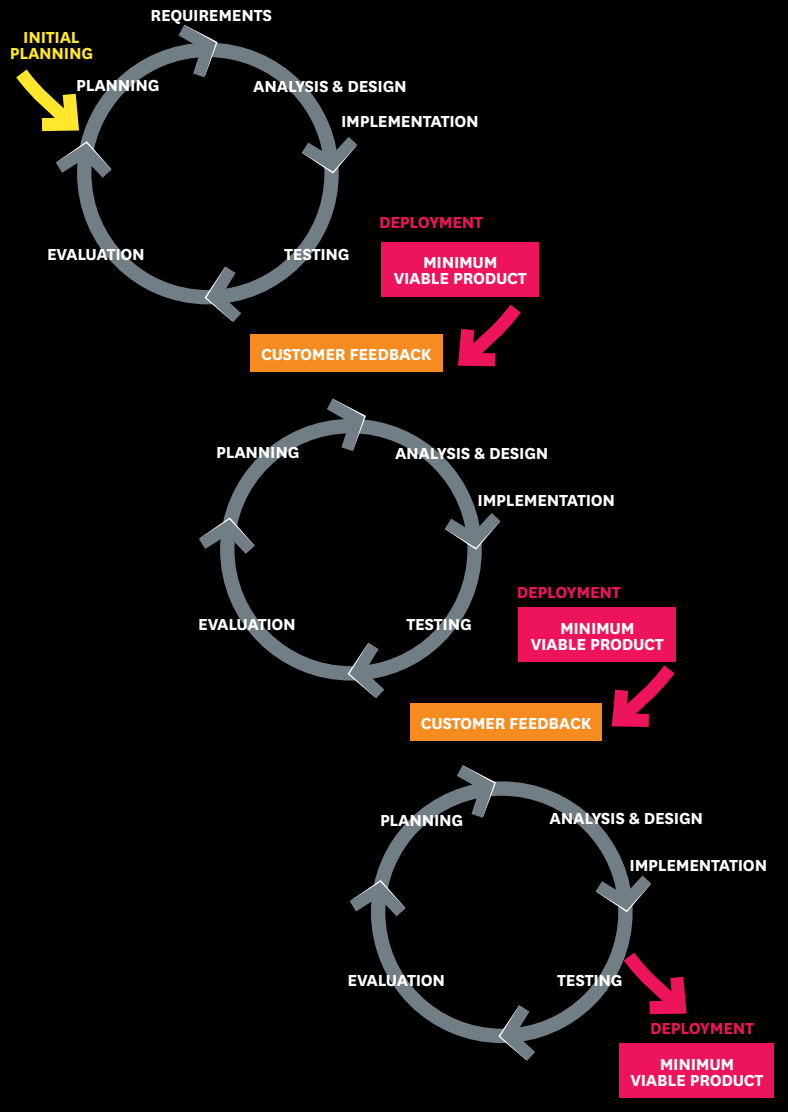 REQUIREMENTS
INITIAL
PLANNING
PLANNING
ANALYSIS & DESIGN
IMPLEMENTATION
EVALUATION
TESTING
DEPLOYMENT
MINIMUM
VIABLE PRODUCT
CUSTOMER FEEDBACK
PLANNING
ANALYSIS & DESIGN
IMPLEMENTATION
EVALUATION
TESTING
DEPLOYMENT
MINIMUM
VIABLE PRODUCT
CUSTOMER FEEDBACK
PLANNING
ANALYSIS & DESIGN
IMPLEMENTATION
EVALUATION
TESTING
DEPLOYMENT
MINIMUM
VIABLE PRODUCT